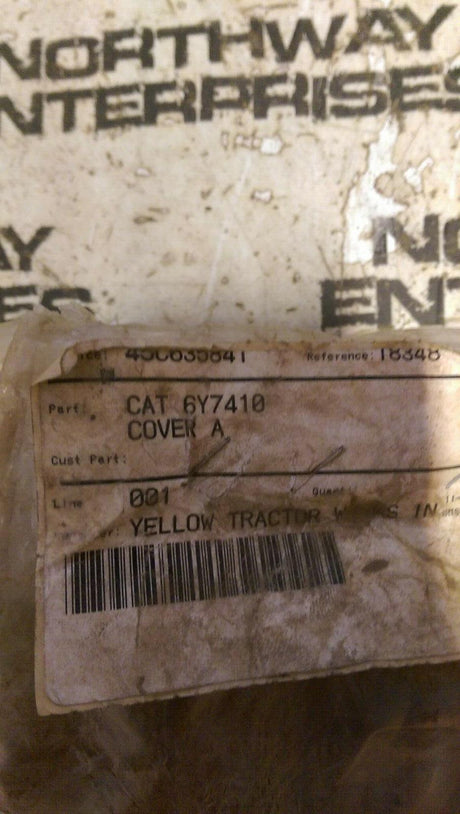 NORTHWAY
ENTERPRISES
AY
NO
ES
ENT
45C635841 Reference: 18348
Part: CAT 6Y7410
COVER A
Cust Part:
Line 001
YELLOW TRACTOR IN